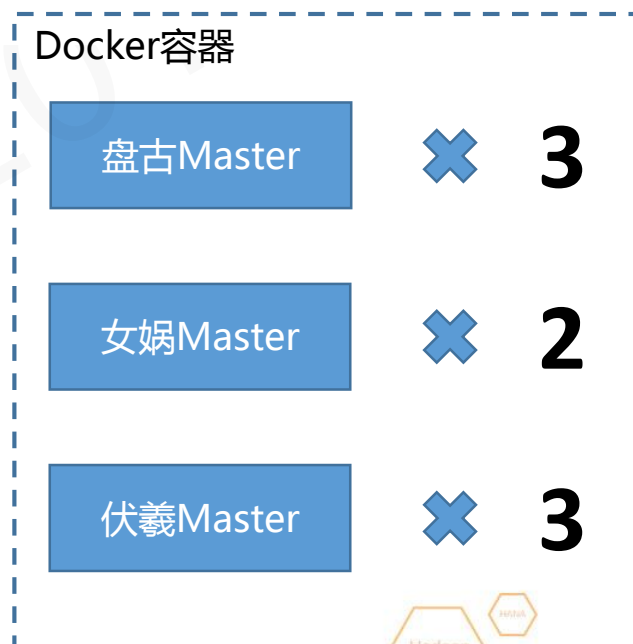 Docker容器
盘古Master
3
女娲Master
2
伏羲Master
3
HANA
Hadoop